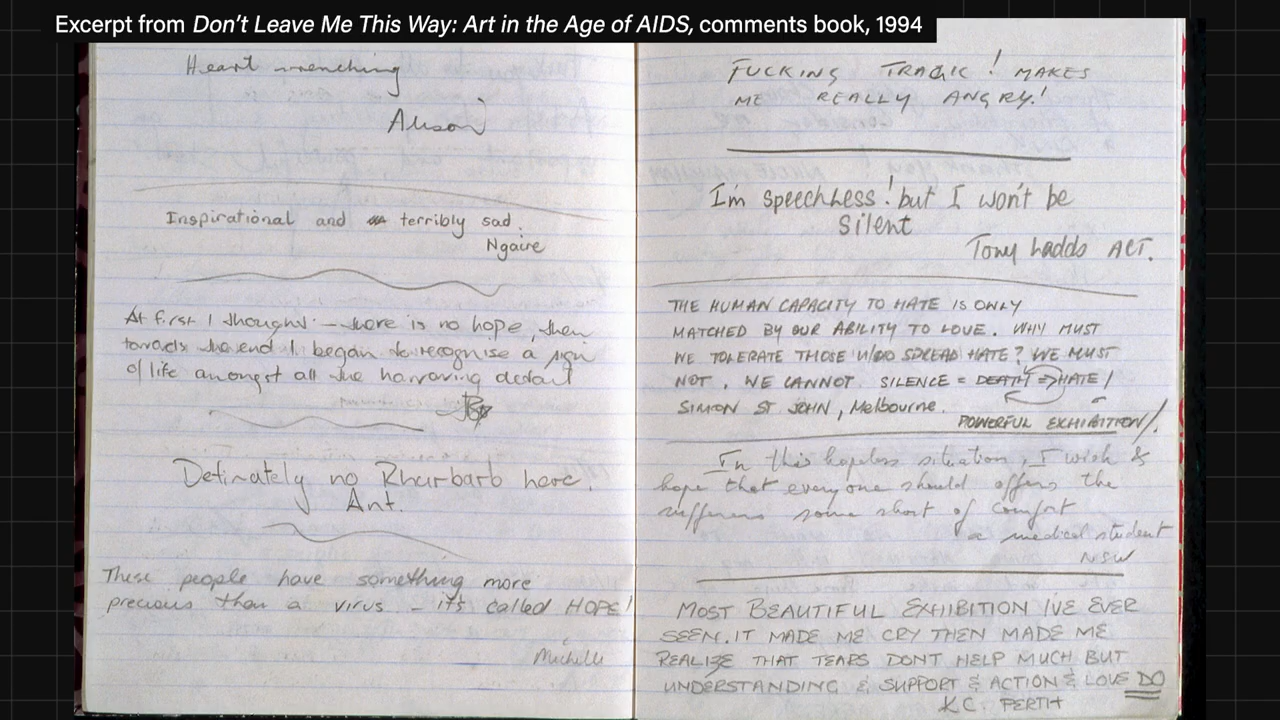 Excerpt from Don't Leave Me This Way: Art in the Age of AIDS, comments book, 1994
Heart wrenching
Alison
Inspirational and terribly sad.
Ngaire
At first I thought – there is no hope, then
towards the end I began to recognise a sign
of life amongst all the harrowing detail
Definately no Rhurbarb here.
Ant.
These people have something more
precious than a virus – it's called HOPE!
Michelle
FUCKING TRAGIC! MAKES
ME REALLY ANGRY!
I'm speechless! but I won't be
silent
Tony Ladds ACT.
THE HUMAN CAPACITY TO HATE IS ONLY
MATCHED BY OUR ABILITY TO LOVE. WHY MUST
WE TOLERATE THOSE WHO SPREAD HATE? WE MUST
NOT, WE CANNOT. SILENCE = DEATH => HATE /
SIMON ST JOHN, Melbourne.
POWERFUL EXHIBITION/.
In this hopeless situation, I wish &
hope that everyone should offers the
sufferers some short of comfort
a medical student
NSW
MOST BEAUTIFUL EXHIBITION I'VE EVER
SEEN. IT MADE ME CRY THEN MADE ME
REALIZE THAT TEARS DONT HELP MUCH BUT
UNDERSTANDING & SUPPORT & ACTION & LOVE DO
K.C. PERTH